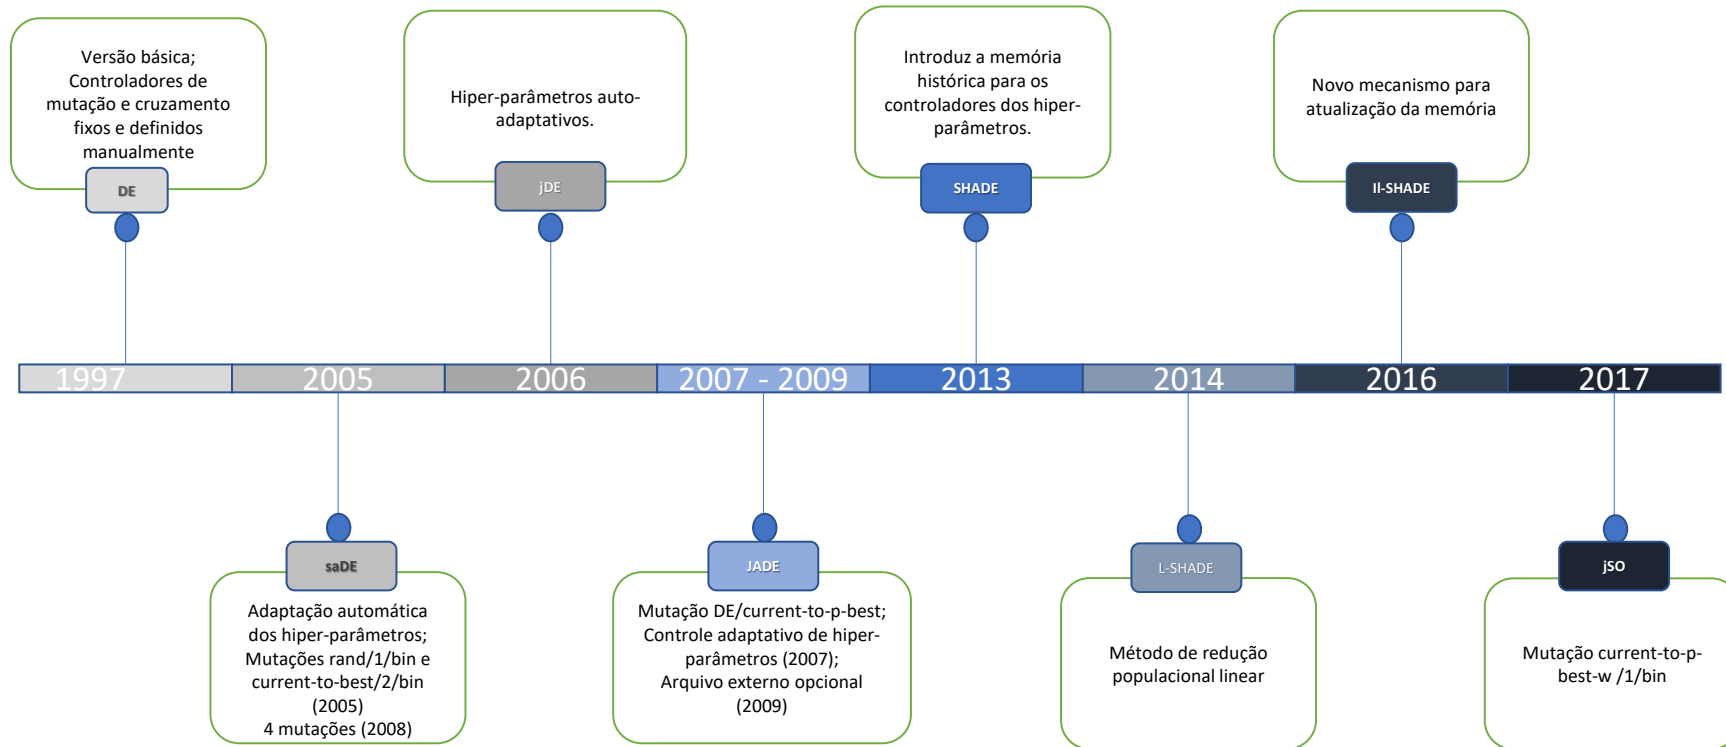 Versão básica;
Controladores de
mutação e cruzamento
fixos e definidos
manualmente
DE
Hiper-parâmetros auto-
adaptativos.
jDE
Introduz a memória
histórica para os
controladores dos hiper-
parâmetros.
SHADE
Novo mecanismo para
atualização da memória
Il-SHADE
1997
2005
2006
2007 - 2009
2013
2014
2016
2017
saDE
Adaptação automática
dos hiper-parâmetros;
Mutações rand/1/bin e
current-to-best/2/bin
(2005)
4 mutações (2008)
JADE
Mutação DE/current-to-p-best;
Controle adaptativo de hiper-
parâmetros (2007);
Arquivo externo opcional
(2009)
L-SHADE
Método de redução
populacional linear
jSO
Mutação current-to-p-
best-w /1/bin